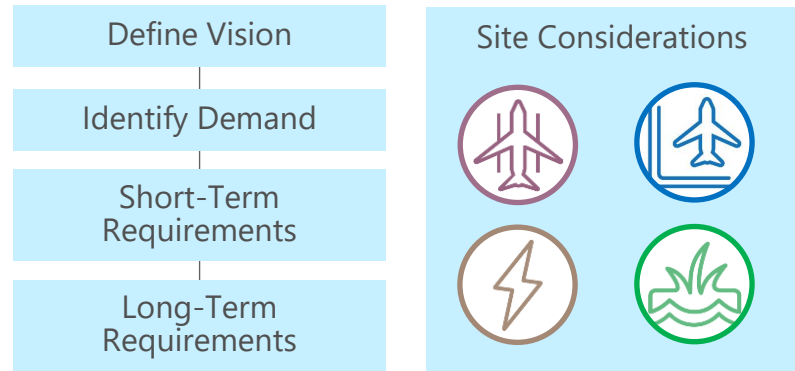 Define Vision
Identify Demand
Short-Term
Requirements
Long-Term
Requirements
Site Considerations